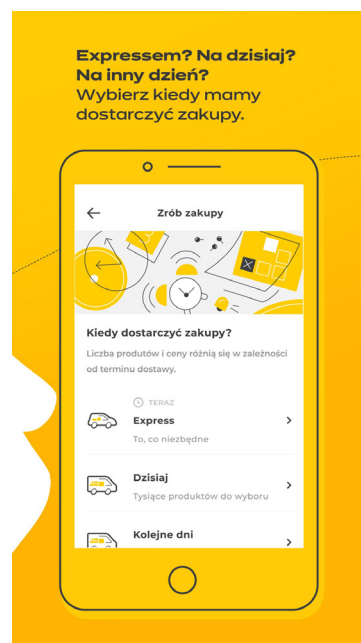 Expressem? Na dzisiaj?
Na inny dzień?
Wybierz kiedy mamy
dostarczyć zakupy.
Zrób zakupy
Kiedy dostarczyć zakupy?
Liczba produtów i ceny różnią się w zależności
od terminu dostawy.
TERAZ
Express
To, co niezbędne
Dzisiaj
Tysiące produktów do wyboru
Kolejne dni